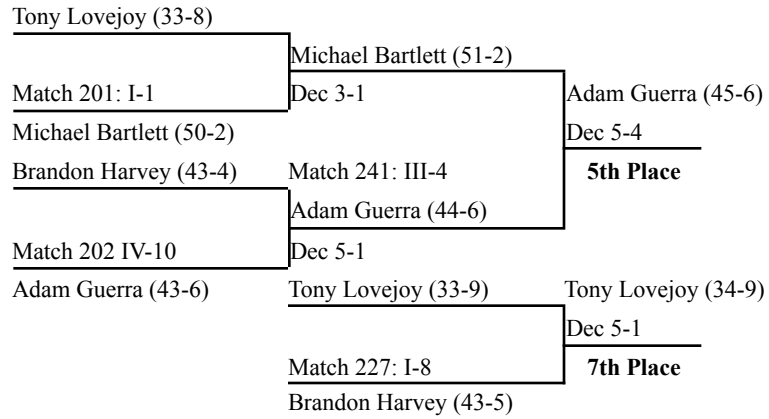 Tony Lovejoy (33-8)
Michael Bartlett (51-2)
Match 201: I-1
Dec 3-1
Adam Guerra (45-6)
Michael Bartlett (50-2)
Dec 5-4
Brandon Harvey (43-4)
Match 241: III-4
5th Place
Adam Guerra (44-6)
Match 202 IV-10
Dec 5-1
Adam Guerra (43-6)
Tony Lovejoy (33-9)
Tony Lovejoy (34-9)
Dec 5-1
Match 227: I-8
7th Place
Brandon Harvey (43-5)